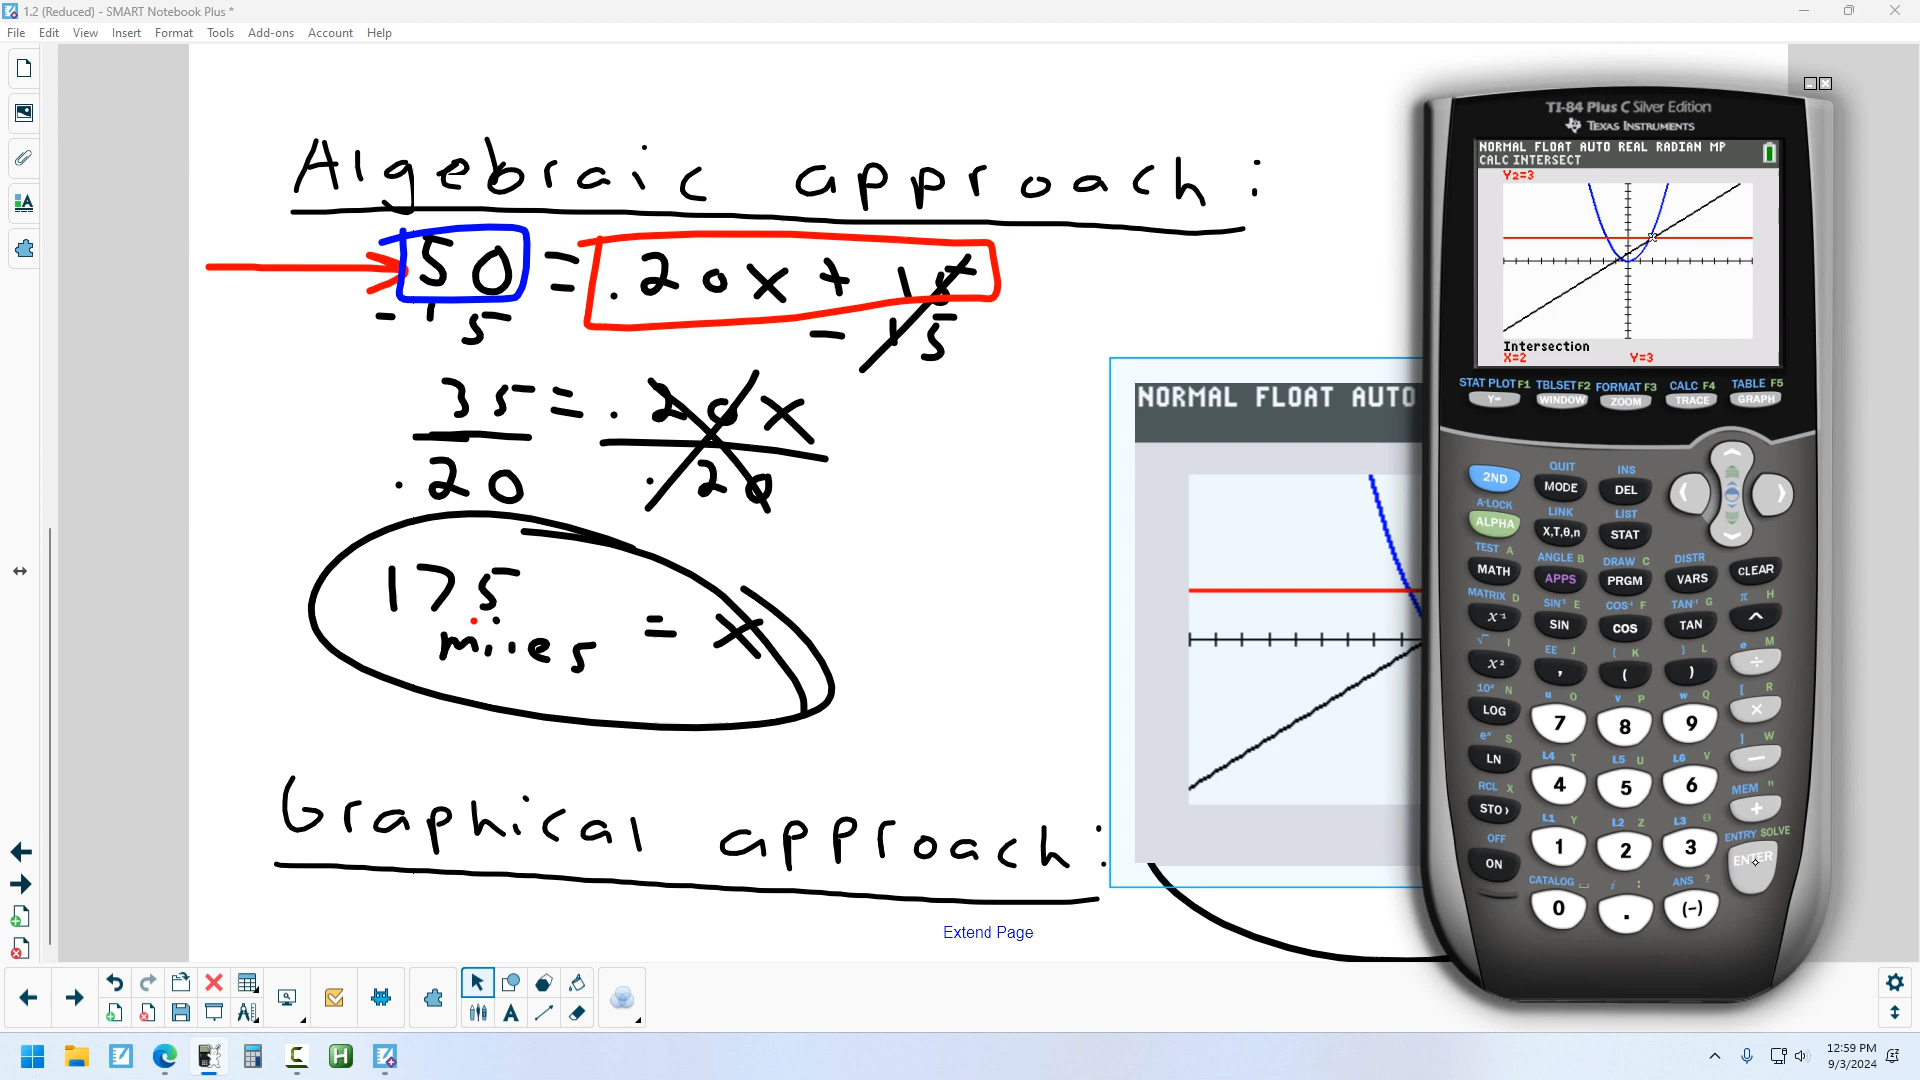 1.2 (Reduced) - SMART Notebook Plus *
File Edit View Insert Format Tools Add-ons Account Help
Algebraic approach:
50 = .20x + 15
- 15 - 15
35 = .20x
.20 .20
175 miles = x
Graphical approach:
Extend Page
NORMAL FLOAT AUTO
TI-84 Plus C Silver Edition
TEXAS INSTRUMENTS
NORMAL FLOAT AUTO REAL RADIAN MP
CALC INTERSECT
Y2=3
Intersection
X=2 Y=3
STAT PLOT F1 TBLSET F2 FORMAT F3 CALC F4 TABLE F5
Y= WINDOW ZOOM TRACE GRAPH
QUIT INS
2ND MODE DEL
A-LOCK LINK LIST
ALPHA X,T,θ,n STAT
TEST A ANGLE B DRAW C DISTR
MATH APPS PRGM VARS CLEAR
MATRIX D SIN⁻¹ E COS⁻¹ F TAN⁻¹ G π H
X⁻¹ SIN COS TAN ^
√ I EE J { K } L e M
X² , ( ) ÷
10ˣ N u O v P w Q [ R
LOG 7 8 9 ×
eˣ S L4 T L5 U L6 V ] W
LN 4 5 6 −
RCL X L1 Y L2 Z L3 θ MEM "
STO› 1 2 3 +
OFF CATALOG i : ANS ? ENTRY SOLVE
ON 0 . (-) ENTER
12:59 PM
9/3/2024